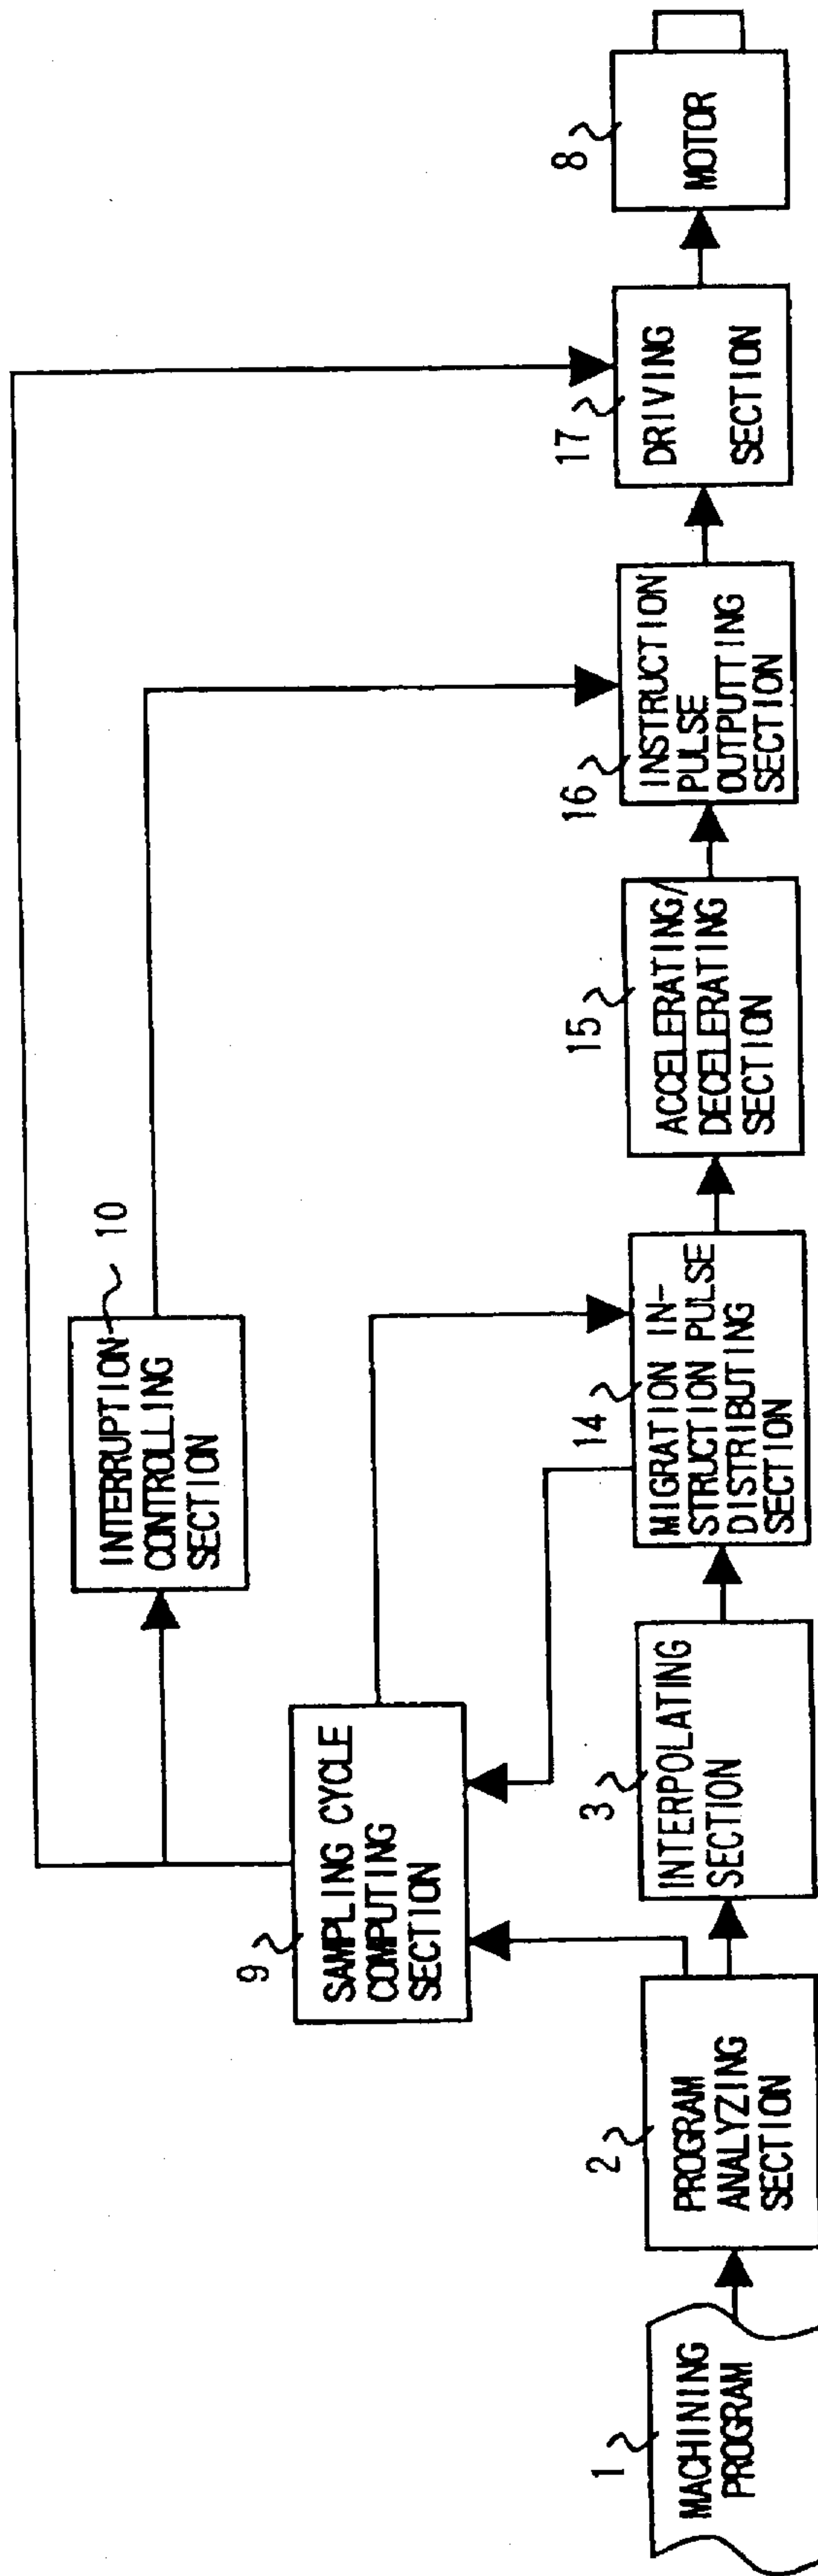 1
MACHINING
PROGRAM
2
PROGRAM
ANALYZING
SECTION
3
INTERPOLATING
SECTION
9
SAMPLING CYCLE
COMPUTING
SECTION
10
INTERRUPTION
CONTROLLING
SECTION
14
MIGRATION IN-
STRUCTION PULSE
DISTRIBUTING
SECTION
15
ACCELERATING/
DECELERATING
SECTION
16
INSTRUCTION
PULSE
OUTPUTTING
SECTION
17
DRIVING
SECTION
8
MOTOR